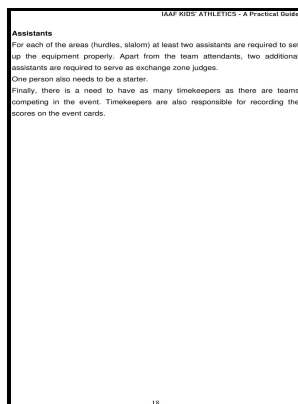 IAAF KIDS' ATHLETICS - A Practical Guide
Assistants
For each of the areas (hurdles, slalom) at least two assistants are required to set
up the equipment properly. Apart from the team attendants, two additiona
assistants are required to serve as exchange zone judges.
One person also needs to be a starter.
Finally, there is a need to have as many timekeepers as there are teams
competing in the event. Timekeepers are also responsible for recording the
scores on the event cards.
18